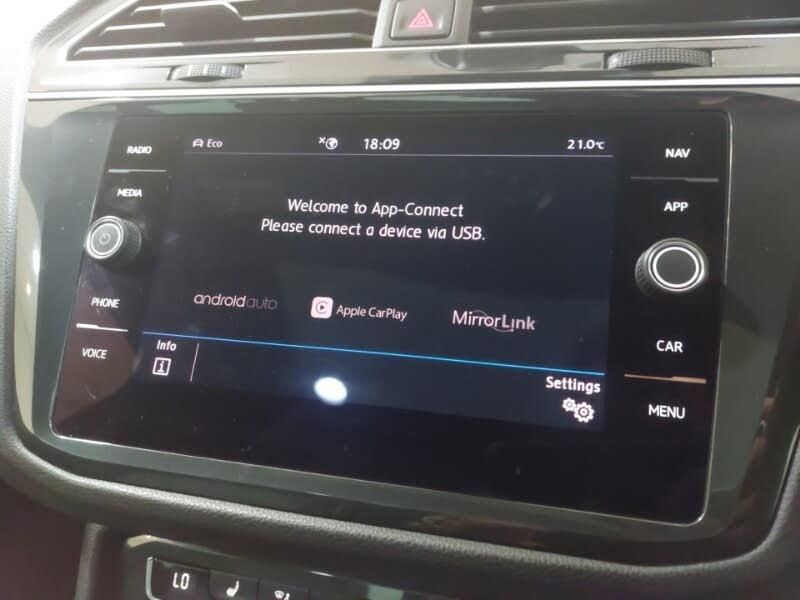 RADIO
MEDIA
PHONE
VOICE
Eco
18:09
21.0°C
Welcome to App-Connect
Please connect a device via USB.
androidauto
Apple CarPlay
MirrorLink
Info
i
Settings
NAV
APP
CAR
MENU
LO